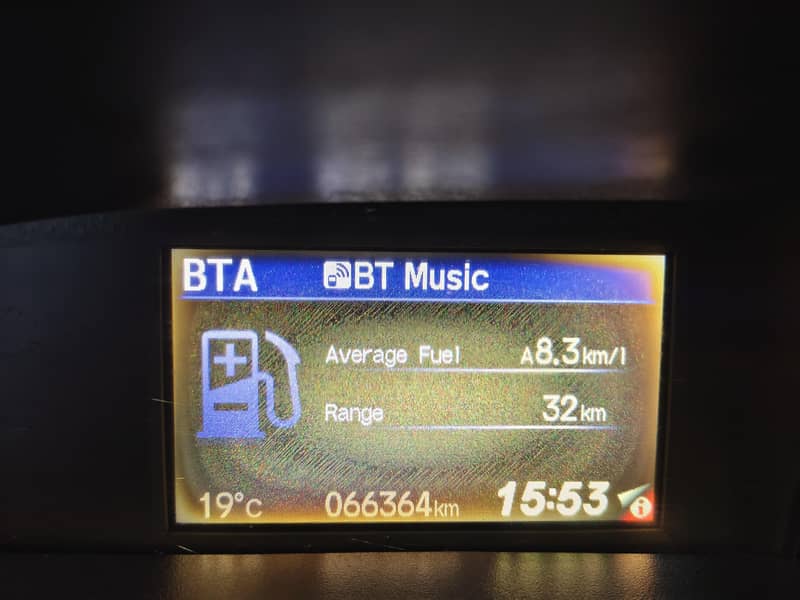 BTA BT Music
Average Fuel A8.3km/l
Range 32km
19°C 066364km 15:53 i